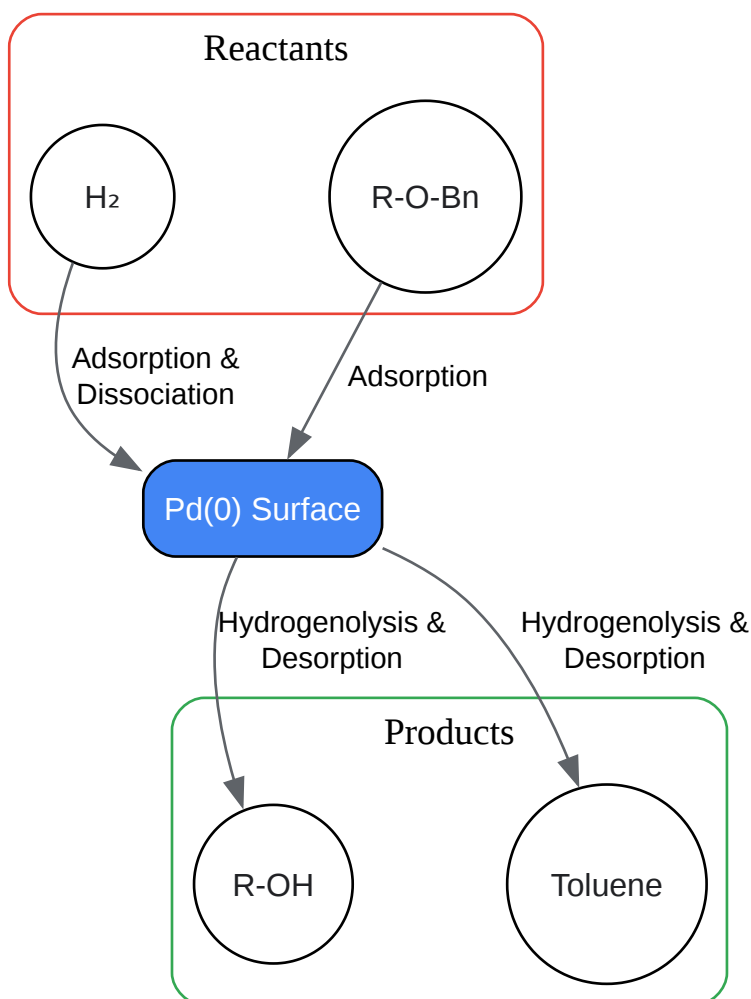 Reactants
H₂
R-O-Bn
Adsorption &
Dissociation
Adsorption
Pd(0) Surface
Hydrogenolysis &
Desorption
Hydrogenolysis &
Desorption
Products
R-OH
Toluene